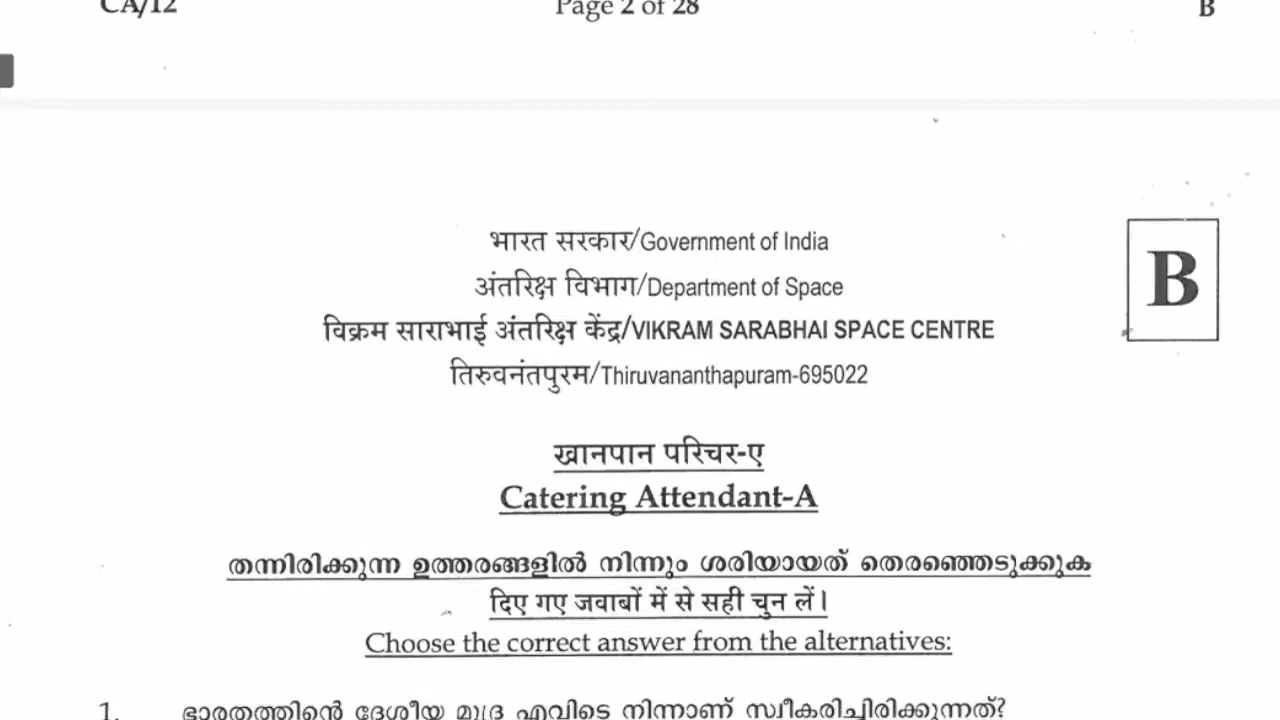 CA/12 Page 2 of 28 B
भारत सरकार/Government of India
अंतरिक्ष विभाग/Department of Space
B
विक्रम साराभाई अंतरिक्ष केंद्र/VIKRAM SARABHAI SPACE CENTRE
तिरुवनंतपुरम/Thiruvananthapuram-695022
खानपान परिचर-ए
Catering Attendant-A
തന്നിരിക്കുന്ന ഉത്തരങ്ങളിൽ നിന്നും ശരിയായത് തെരഞ്ഞെടുക്കുക
दिए गए जवाबों में से सही चुन लें।
Choose the correct answer from the alternatives:
1. ഭാരതത്തിന്റെ ദേശീയ മുദ്ര എവിടെ നിന്നാണ് സ്വീകരിച്ചിരിക്കുന്നത്?